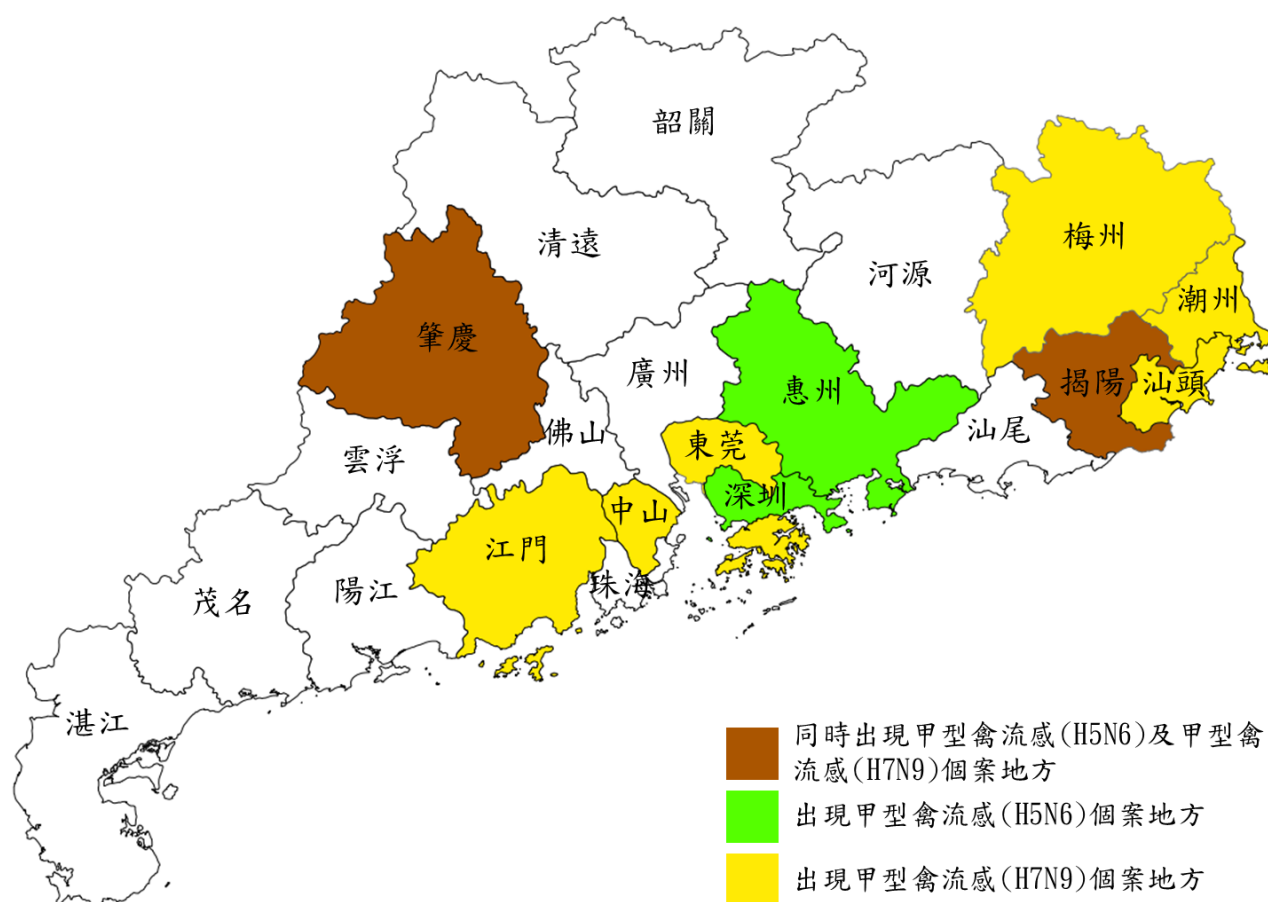 韶關
梅州
清遠
河源
潮州
肇慶
廣州
揭陽
汕頭
惠州
佛山
汕尾
東莞
雲浮
深圳
中山
江門
珠海
陽江
茂名
湛江
同時出現甲型禽流感(H5N6)及甲型禽
流感(H7N9)個案地方
出現甲型禽流感(H5N6)個案地方
出現甲型禽流感(H7N9)個案地方